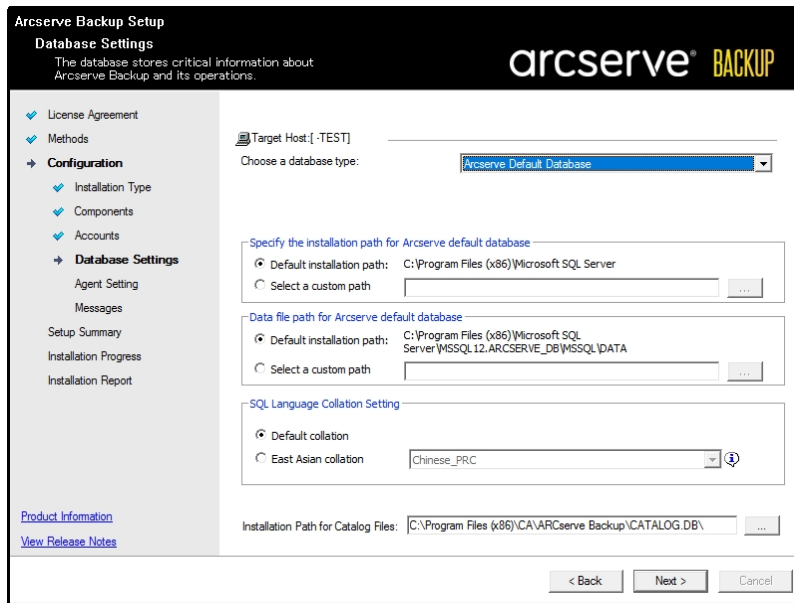 Arcserve Backup Setup
Database Settings
The database stores critical information about
Arcserve Backup and its operations.
arcserve® BACKUP
License Agreement
Methods
Configuration
Installation Type
Components
Accounts
Database Settings
Agent Setting
Messages
Setup Summary
Installation Progress
Installation Report
Product Information
View Release Notes
Target Host:[ -TEST]
Choose a database type: Arcserve Default Database
Specify the installation path for Arcserve default database
Default installation path: C:\Program Files (x86)\Microsoft SQL Server
Select a custom path ...
Data file path for Arcserve default database
Default installation path: C:\Program Files (x86)\Microsoft SQL
Server\MSSQL12.ARCSERVE_DB\MSSQL\DATA
Select a custom path ...
SQL Language Collation Setting
Default collation
East Asian collation Chinese_PRC
Installation Path for Catalog Files: C:\Program Files (x86)\CA\ARCserve Backup\CATALOG.DB\ ...
< Back Next > Cancel